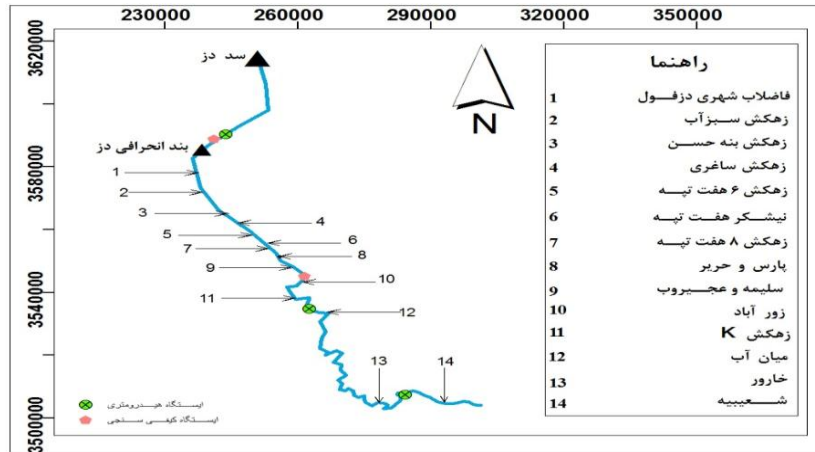 230000 260000 290000 320000 350000
3620000
3580000
3540000
3500000
سد دز
بند انحرافی دز
N
1
2
3
4
5
6
7
8
9
10
11
12
13
14
ایستگاه هیدرومتری
ایستگاه کیفی سنجی
راهنما
1 فاضلاب شهری دزفول
2 زهکش سبزآب
3 زهکش بنه حسن
4 زهکش ساغری
5 زهکش ۶ هفت تپه
6 نیشکر هفت تپه
7 زهکش ۸ هفت تپه
8 پارس و حریر
9 سلیمه و عجیروب
10 زور آباد
11 زهکش K
12 میان آب
13 خارور
14 شعیبیه